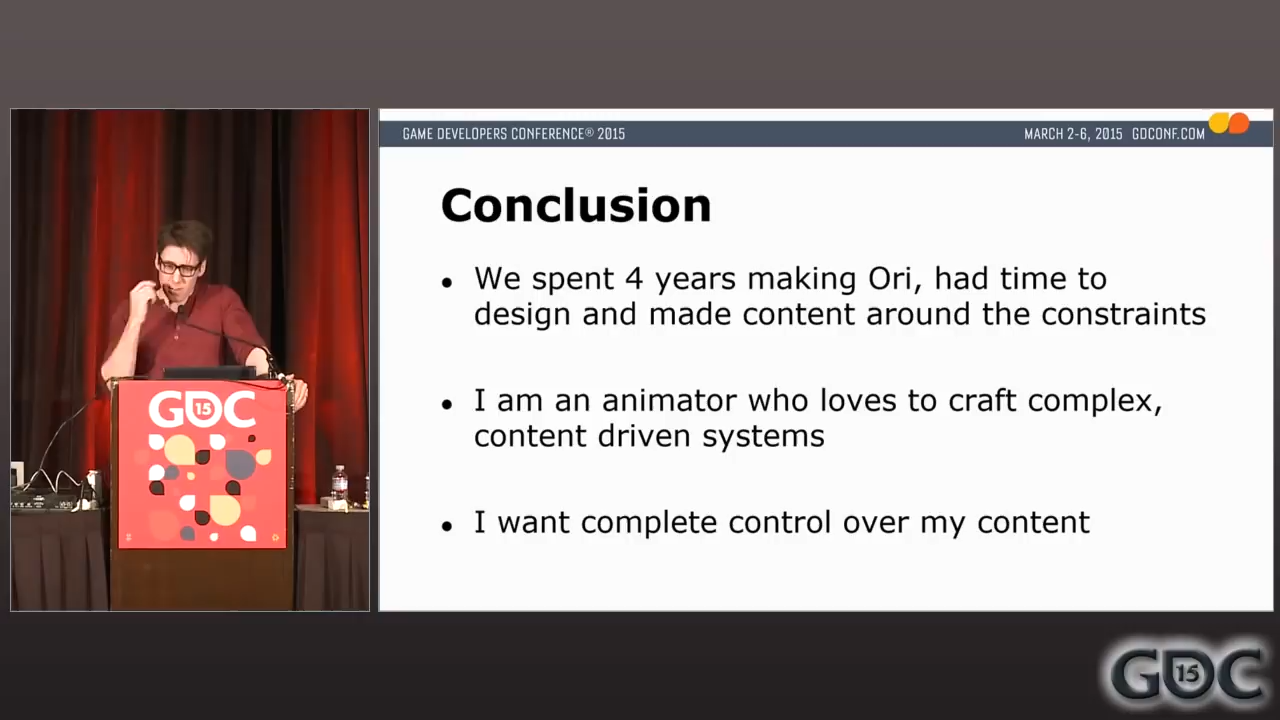 GAME DEVELOPERS CONFERENCE® 2015
MARCH 2-6, 2015 GDCONF.COM
Conclusion
• We spent 4 years making Ori, had time to
design and made content around the constraints
• I am an animator who loves to craft complex,
content driven systems
• I want complete control over my content
GDC
15
GDC
15